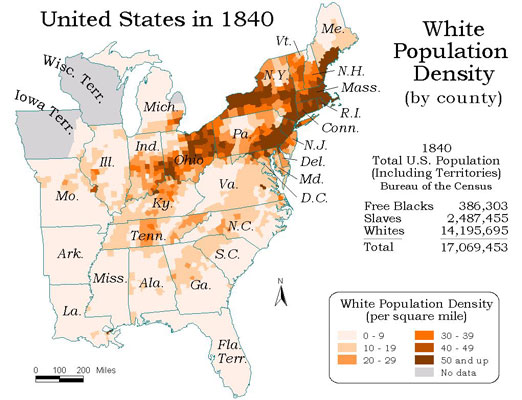 United States in 1840
White
Population
Density
(by county)
Me.
Vt.
Wisc. Terr.
N.Y.
N.H.
Mass.
Iowa Terr.
Mich.
R.I.
Conn.
Pa.
N.J.
Ill.
Ind.
Ohio
Del.
Md.
D.C.
Mo.
Ky.
Va.
Tenn.
N.C.
Ark.
S.C.
Miss.
Ala.
Ga.
La.
Fla.
Terr.
N
0 100 200 Miles
1840
Total U.S. Population
(Including Territories)
Bureau of the Census
Free Blacks 386,303
Slaves 2,487,455
Whites 14,195,695
Total 17,069,453
White Population Density
(per square mile)
0 - 9 30 - 39
10 - 19 40 - 49
20 - 29 50 and up
No data